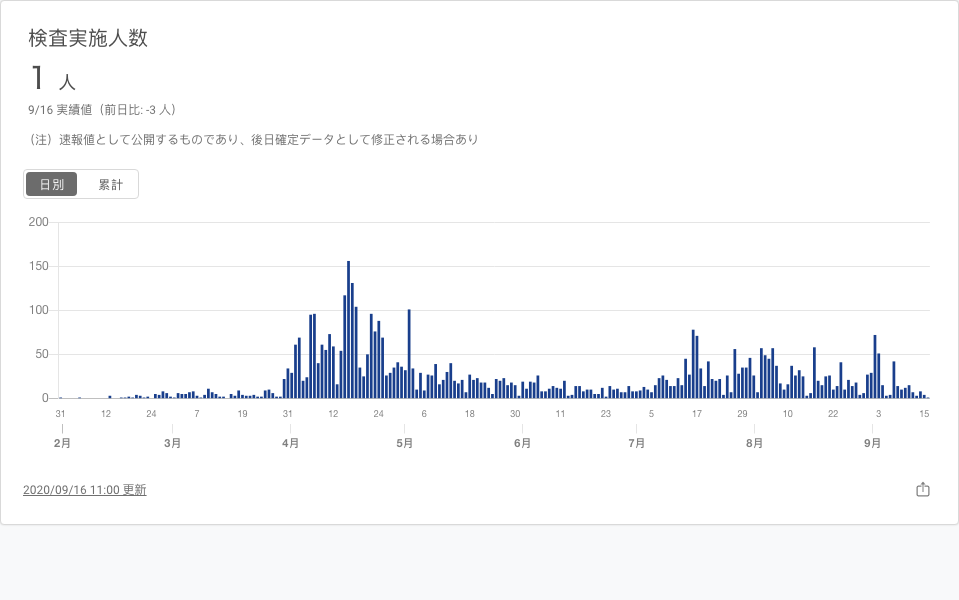 検査実施人数
1 人
9/16 実績値（前日比: -3 人）
（注）速報値として公開するものであり、後日確定データとして修正される場合あり
日別 累計
200
150
100
50
0
31 12 24 7 19 31 12 24 6 18 30 11 23 5 17 29 10 22 3 15
2月 3月 4月 5月 6月 7月 8月 9月
2020/09/16 11:00 更新